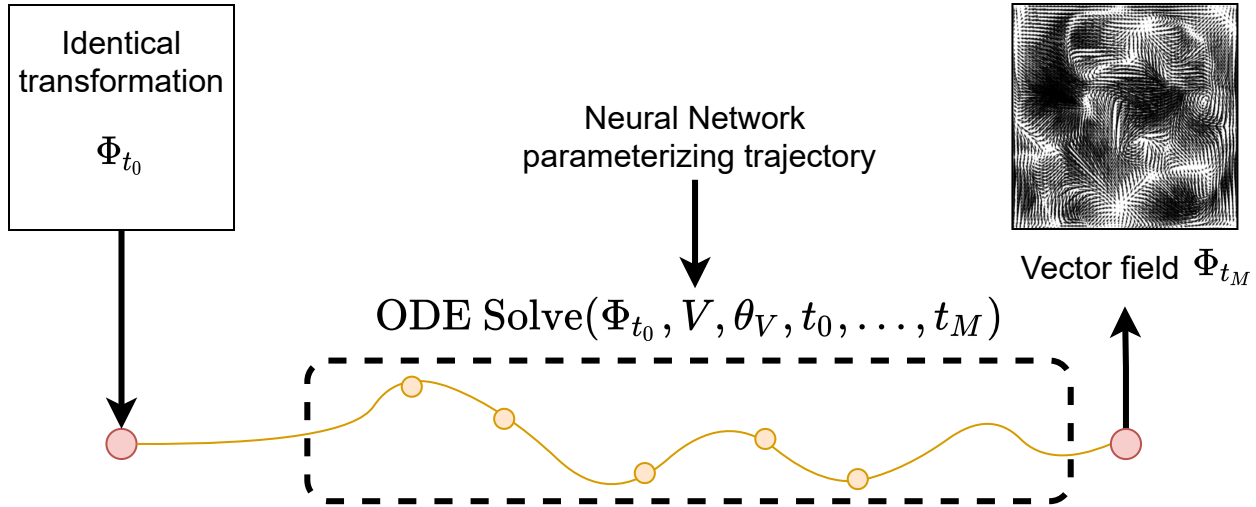 Identical
transformation
Φ_{t_0}
Neural Network
parameterizing trajectory
Vector field Φ_{t_M}
ODE Solve(Φ_{t_0}, V, θ_V, t_0, . . . , t_M)